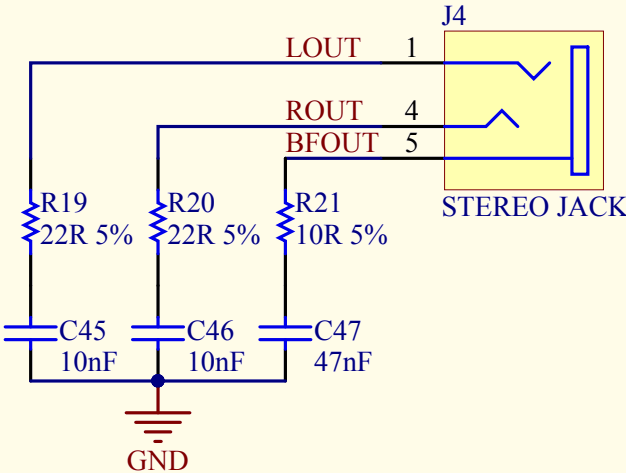 J4
LOUT 1
ROUT 4
BFOUT 5
STEREO JACK
R19 R20 R21
22R 5% 22R 5% 10R 5%
C45 C46 C47
10nF 10nF 47nF
GND